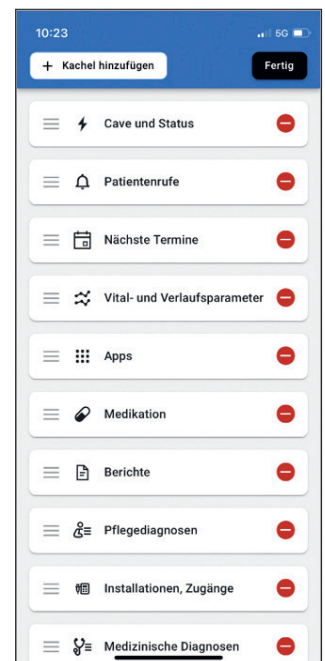 10:23
5G
+ Kachel hinzufügen
Fertig
Cave und Status
Patientenrufe
Nächste Termine
Vital- und Verlaufsparameter
Apps
Medikation
Berichte
Pflegediagnosen
Installationen, Zugänge
Medizinische Diagnosen